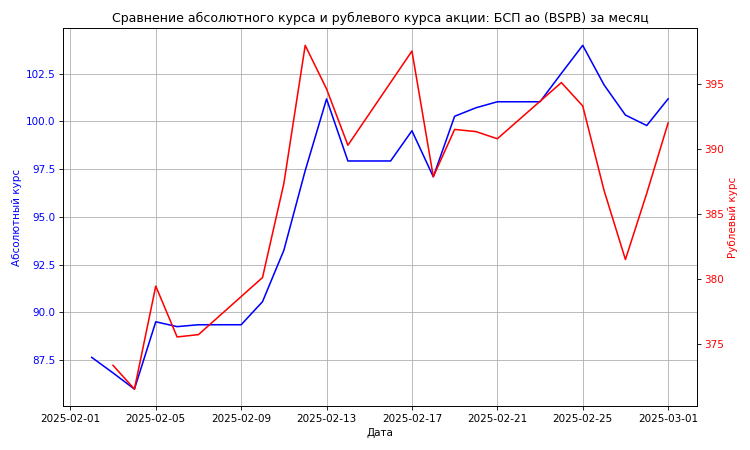 Сравнение абсолютного курса и рублевого курса акции: БСП ао (BSPB) за месяц
102.5
100.0
97.5
95.0
92.5
90.0
87.5
Абсолютный курс
395
390
385
380
375
Рублевый курс
2025-02-01 2025-02-05 2025-02-09 2025-02-13 2025-02-17 2025-02-21 2025-02-25 2025-03-01
Дата